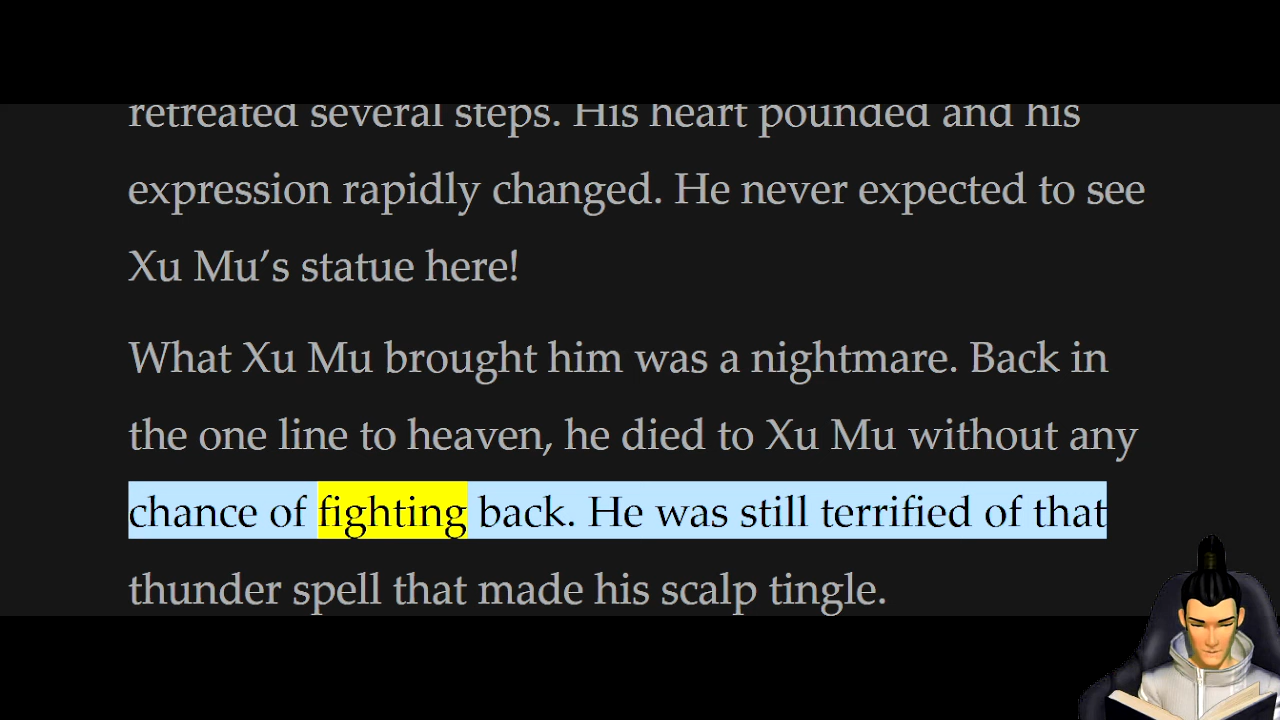 retreated several steps. His heart pounded and his
expression rapidly changed. He never expected to see
Xu Mu’s statue here!
What Xu Mu brought him was a nightmare. Back in
the one line to heaven, he died to Xu Mu without any
chance of fighting back. He was still terrified of that
thunder spell that made his scalp tingle.